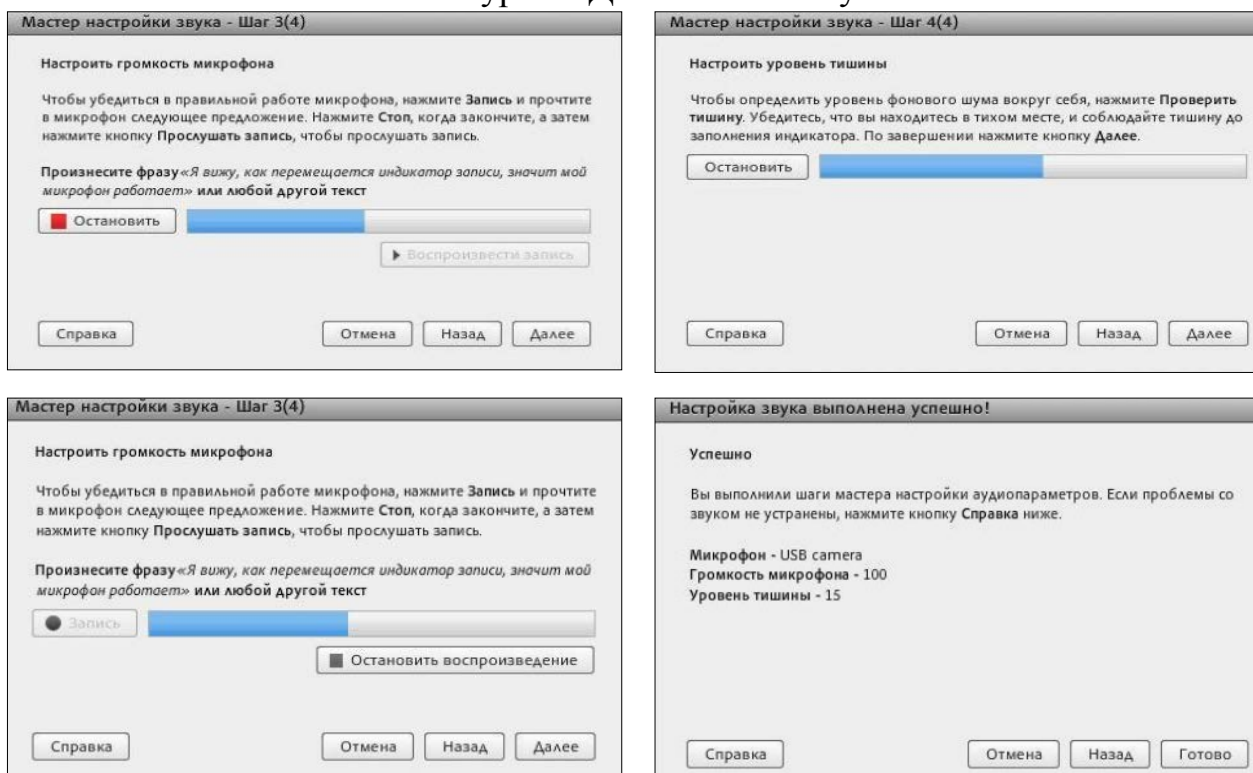 Мастер настройки звука - Шаг 3(4)
Настроить громкость микрофона
Чтобы убедиться в правильной работе микрофона, нажмите Запись и прочтите
в микрофон следующее предложение. Нажмите Стоп, когда закончите, а затем
нажмите кнопку Прослушать запись, чтобы прослушать запись.
Произнесите фразу«Я вижу, как перемещается индикатор записи, значит мой
микрофон работает» или любой другой текст
Остановить
Воспроизвести запись
Справка
Отмена
Назад
Далее
Мастер настройки звука - Шаг 4(4)
Настроить уровень тишины
Чтобы определить уровень фонового шума вокруг себя, нажмите Проверить
тишину. Убедитесь, что вы находитесь в тихом месте, и соблюдайте тишину до
заполнения индикатора. По завершении нажмите кнопку Далее.
Остановить
Справка
Отмена
Назад
Далее
Мастер настройки звука - Шаг 3(4)
Настроить громкость микрофона
Чтобы убедиться в правильной работе микрофона, нажмите Запись и прочтите
в микрофон следующее предложение. Нажмите Стоп, когда закончите, а затем
нажмите кнопку Прослушать запись, чтобы прослушать запись.
Произнесите фразу«Я вижу, как перемещается индикатор записи, значит мой
микрофон работает» или любой другой текст
Запись
Остановить воспроизведение
Справка
Отмена
Назад
Далее
Настройка звука выполнена успешно!
Успешно
Вы выполнили шаги мастера настройки аудиопараметров. Если проблемы со
звуком не устранены, нажмите кнопку Справка ниже.
Микрофон - USB camera
Громкость микрофона - 100
Уровень тишины - 15
Справка
Отмена
Назад
Готово